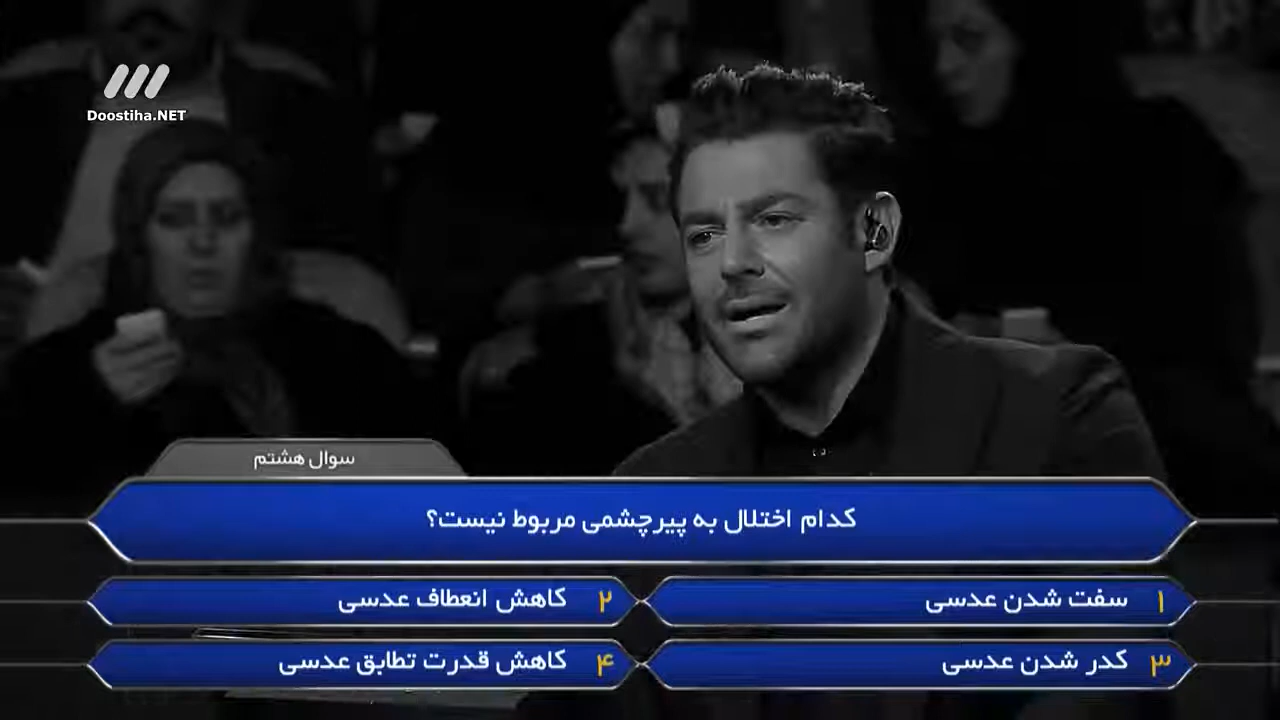 Doostiha.NET
سوال هشتم
کدام اختلال به پیرچشمی مربوط نیست؟
۱ سفت شدن عدسی
۲ کاهش انعطاف عدسی
۳ کدر شدن عدسی
۴ کاهش قدرت تطابق عدسی